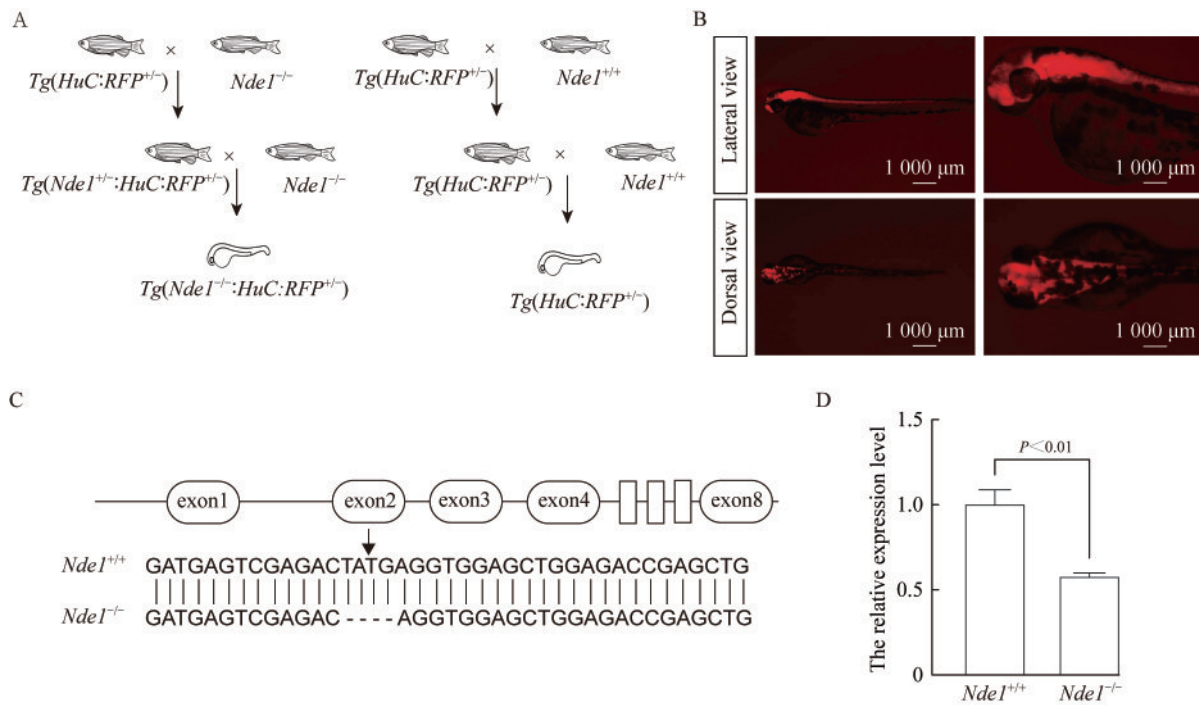 A
×
×
Tg(HuC:RFP+/−)
Nde1−/−
Tg(HuC:RFP+/−)
Nde1+/+
×
×
Tg(Nde1+/−:HuC:RFP+/−)
Nde1−/−
Tg(HuC:RFP+/−)
Nde1+/+
Tg(Nde1−/−:HuC:RFP+/−)
Tg(HuC:RFP+/−)
B
Lateral view
1 000 μm
1 000 μm
Dorsal view
1 000 μm
1 000 μm
C
exon1
exon2
exon3
exon4
exon8
Nde1+/+ GATGAGTCGAGACTATGAGGTGGAGCTGGAGACCGAGCTG
Nde1−/− GATGAGTCGAGAC----AGGTGGAGCTGGAGACCGAGCTG
D
The relative expression level
1.5
1.0
0.5
0
P<0.01
Nde1+/+
Nde1−/−